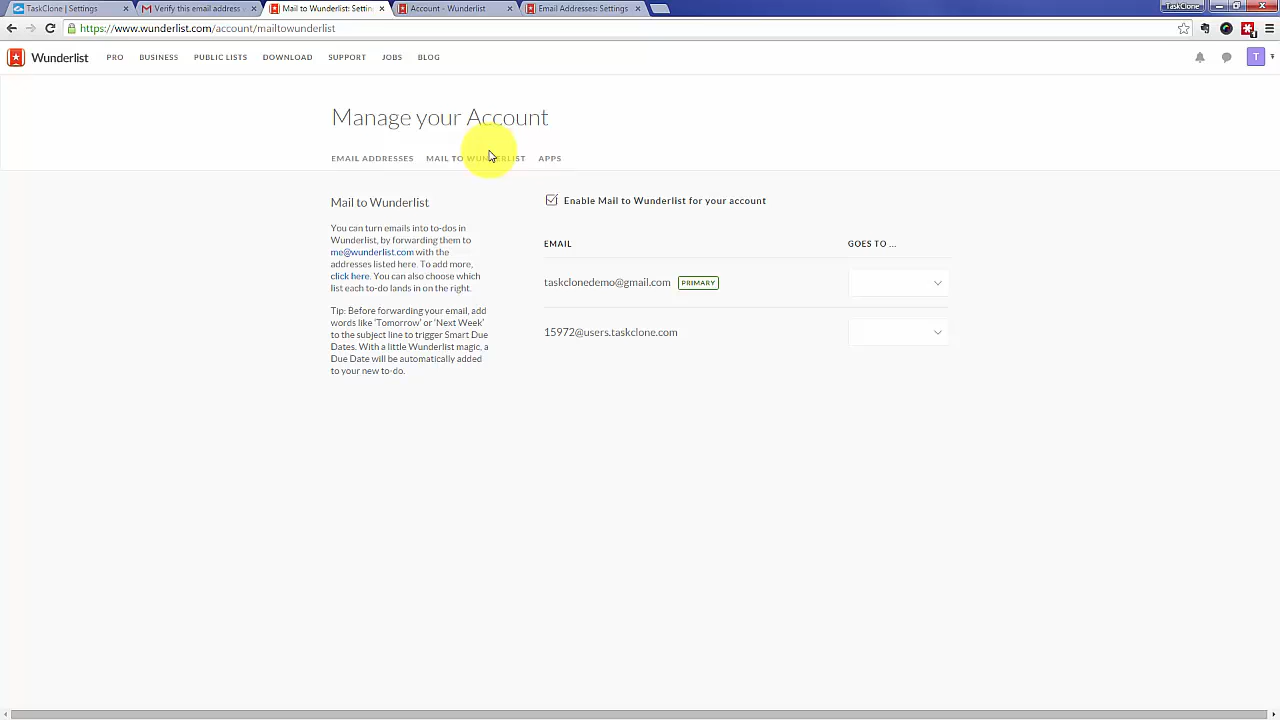 TaskClone | Settings
Verify this email address
Mail to Wunderlist: Settin
Account - Wunderlist
Email Addresses: Settings
TaskClone
https://www.wunderlist.com/account/mailtowunderlist
Wunderlist
PRO
BUSINESS
PUBLIC LISTS
DOWNLOAD
SUPPORT
JOBS
BLOG
T
Manage your Account
EMAIL ADDRESSES
MAIL TO WUNDERLIST
APPS
Mail to Wunderlist
You can turn emails into to-dos in
Wunderlist, by forwarding them to
me@wunderlist.com with the
addresses listed here. To add more,
click here. You can also choose which
list each to-do lands in on the right.
Tip: Before forwarding your email, add
words like 'Tomorrow' or 'Next Week'
to the subject line to trigger Smart Due
Dates. With a little Wunderlist magic, a
Due Date will be automatically added
to your new to-do.
Enable Mail to Wunderlist for your account
EMAIL
GOES TO ...
taskclonedemo@gmail.com
PRIMARY
15972@users.taskclone.com